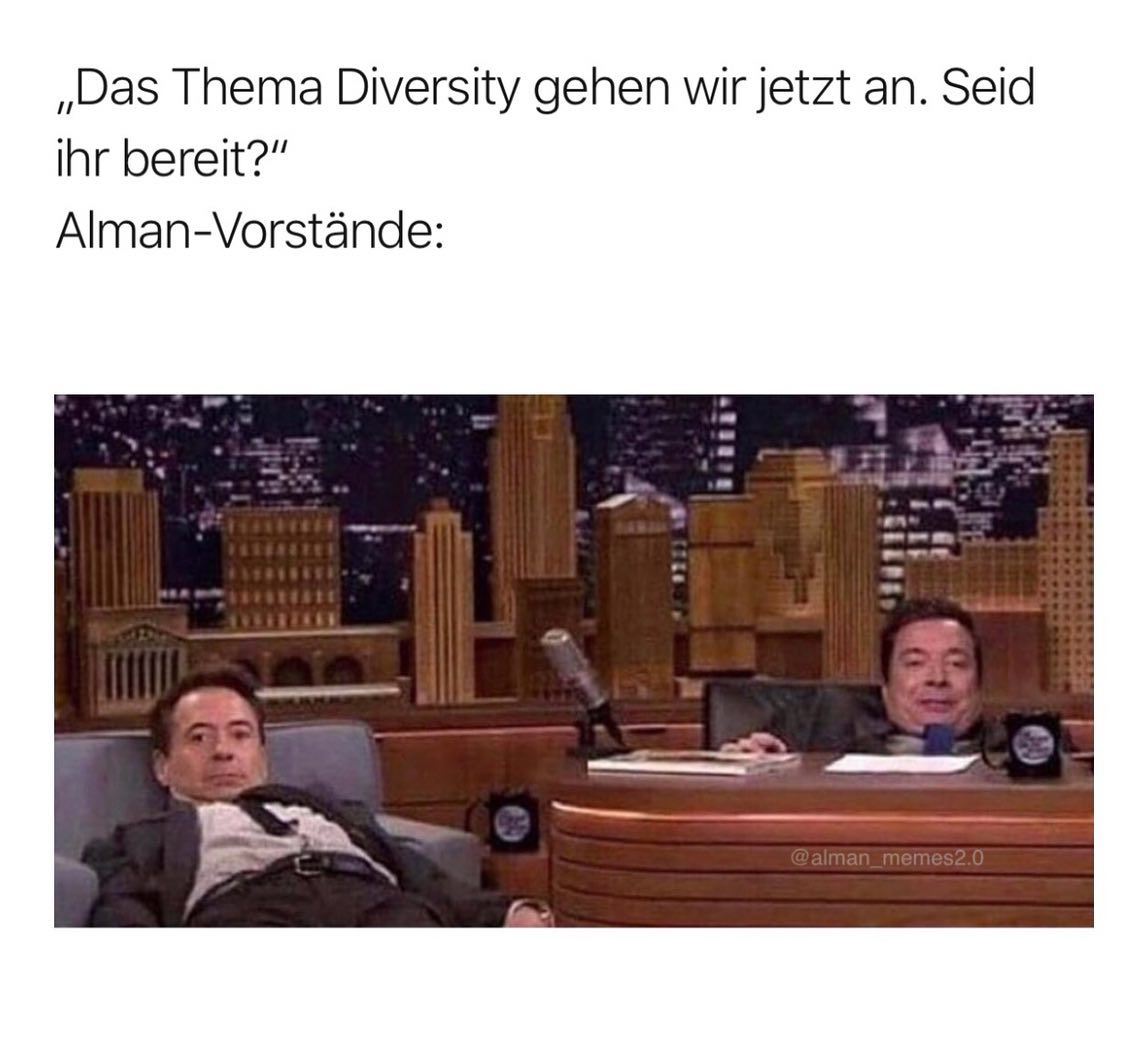 „Das Thema Diversity gehen wir jetzt an. Seid
ihr bereit?“
Alman-Vorstände:
@alman_memes2.0